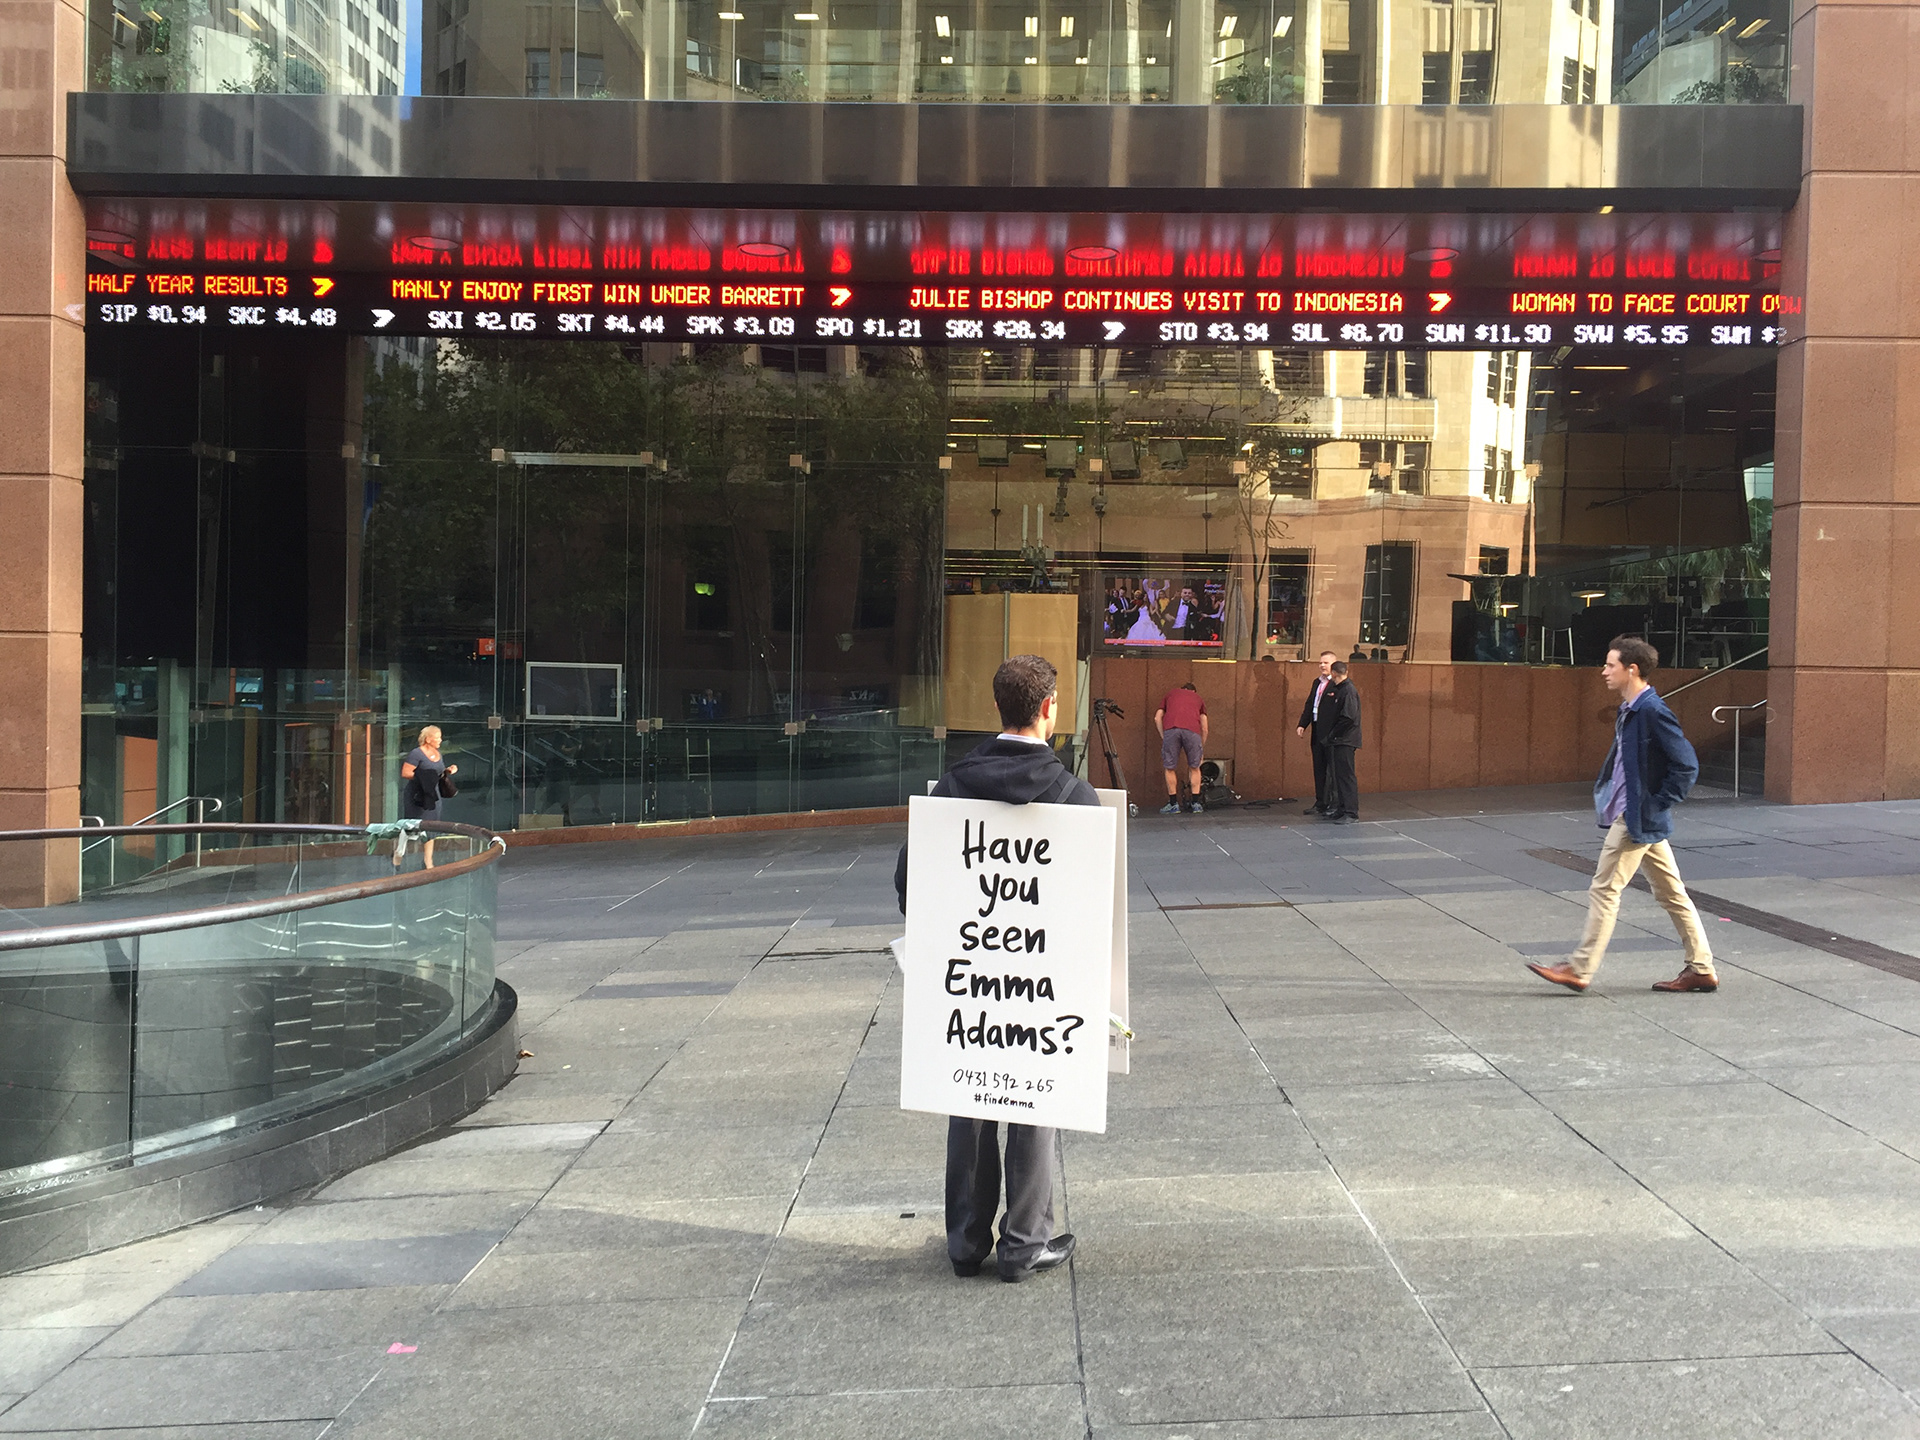 HALF YEAR RESULTS MANLY ENJOY FIRST WIN UNDER BARRETT JULIE BISHOP CONTINUES VISIT TO INDONESIA WOMAN TO FACE COURT
SIP $0.94 SKC $4.48 SKI $2.05 SKT $4.44 SPK $3.09 SPO $1.21 SRX $28.34 STO $3.94 SUL $8.70 SUN $11.90 SVW $5.95 SWM
Have
you
seen
Emma
Adams?
0431 592 265
#findemma